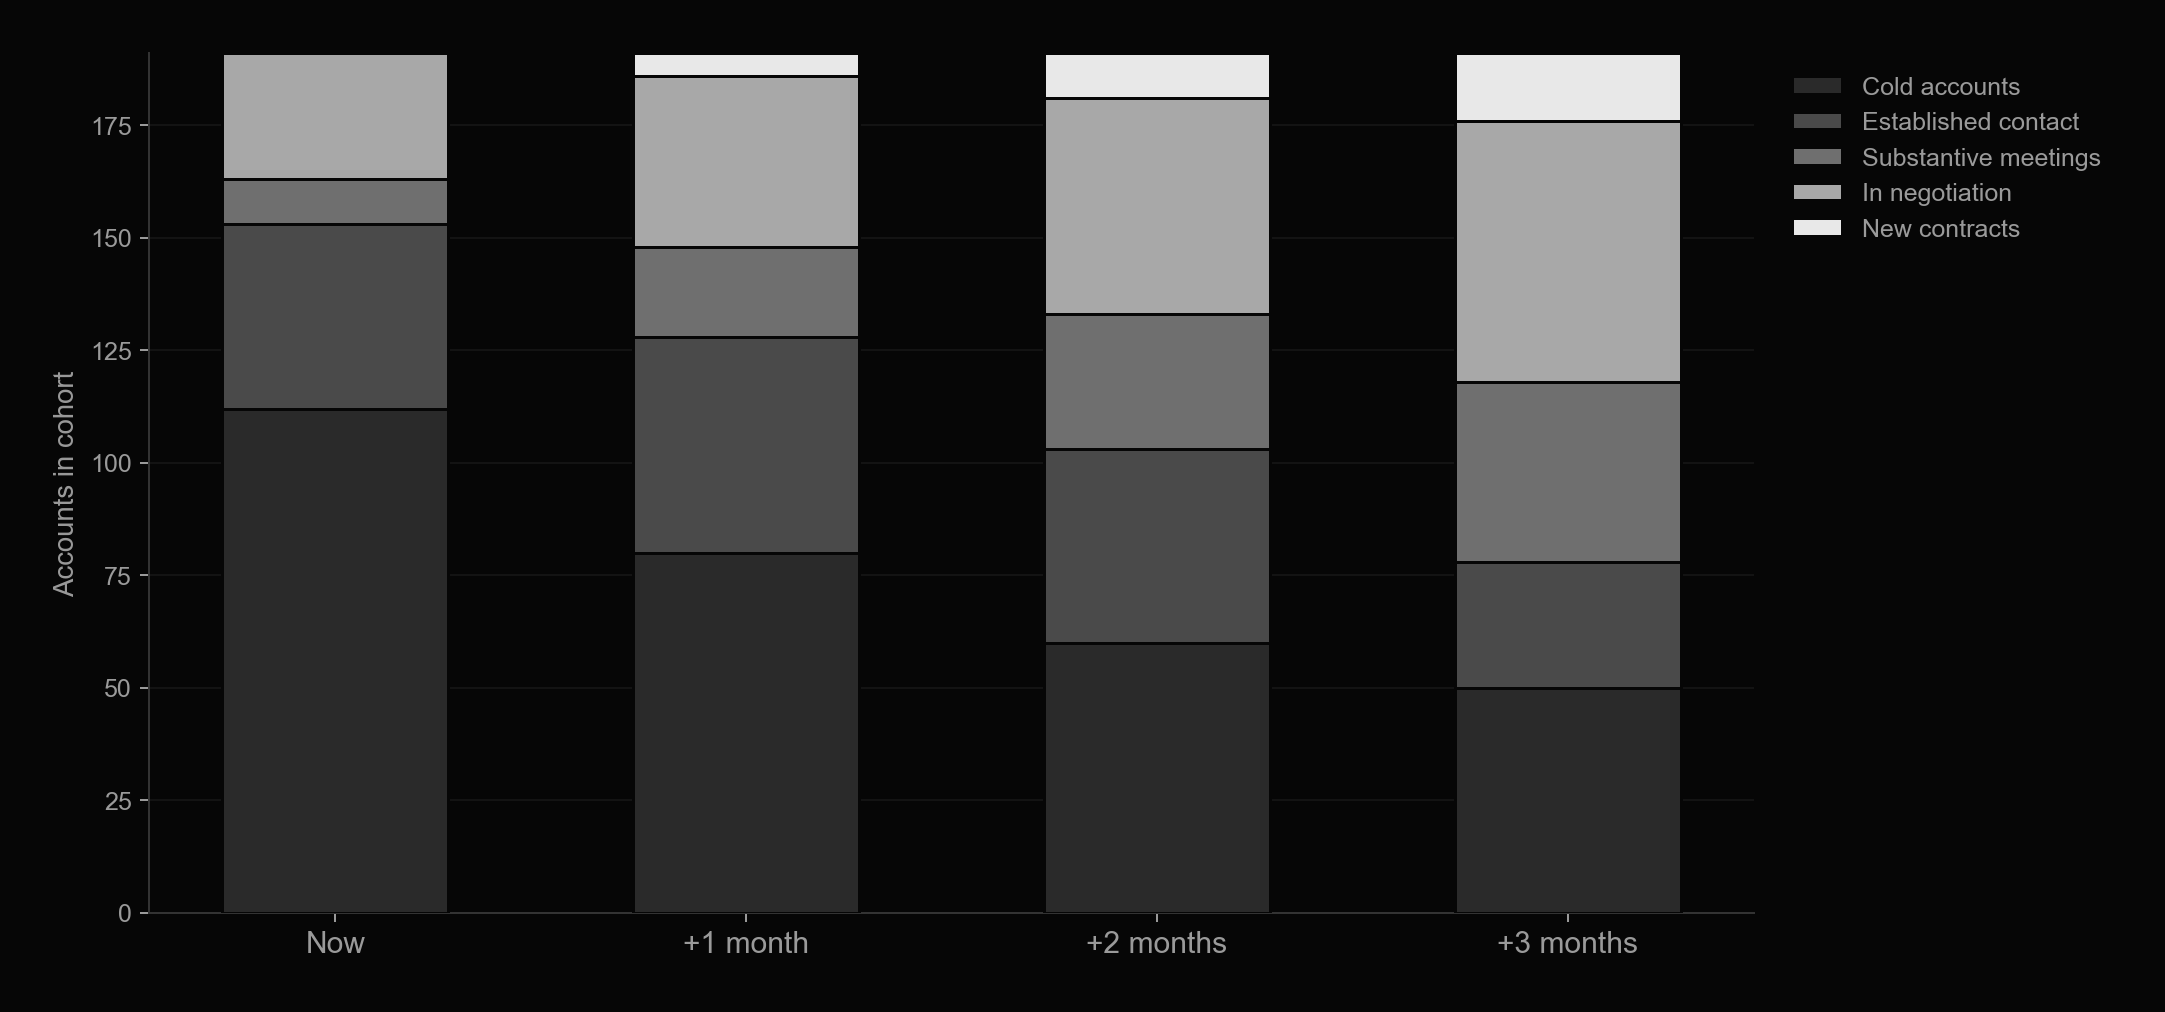 Accounts in cohort
175
150
125
100
75
50
25
0
Now
+1 month
+2 months
+3 months
Cold accounts
Established contact
Substantive meetings
In negotiation
New contracts